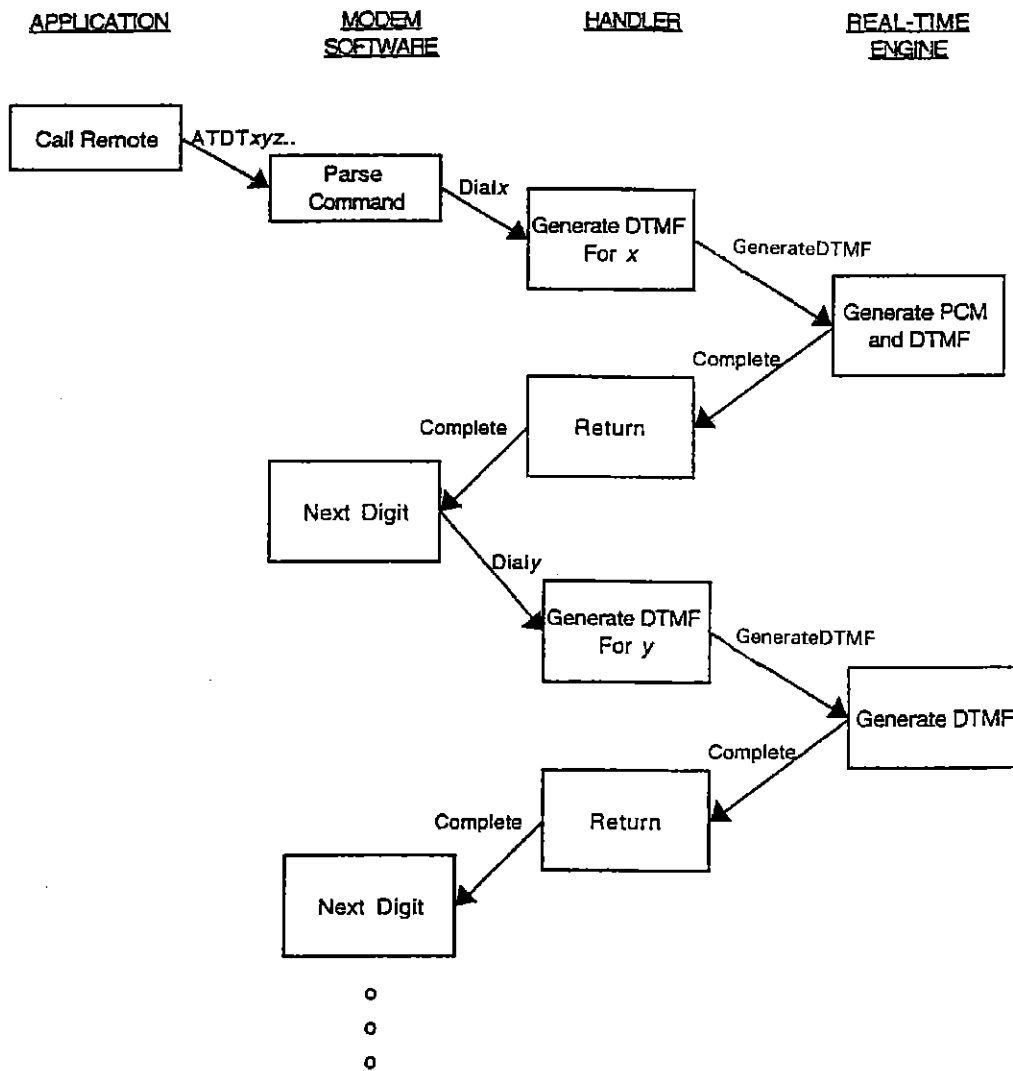 APPLICATION
MODEM
SOFTWARE
HANDLER
REAL-TIME
ENGINE
Call Remote
ATDTxyz..
Parse
Command
Dialx
Generate DTMF
For x
GenerateDTMF
Generate PCM
and DTMF
Complete
Return
Complete
Next Digit
Dialy
Generate DTMF
For y
GenerateDTMF
Generate DTMF
Complete
Return
Complete
Next Digit
o
o
o